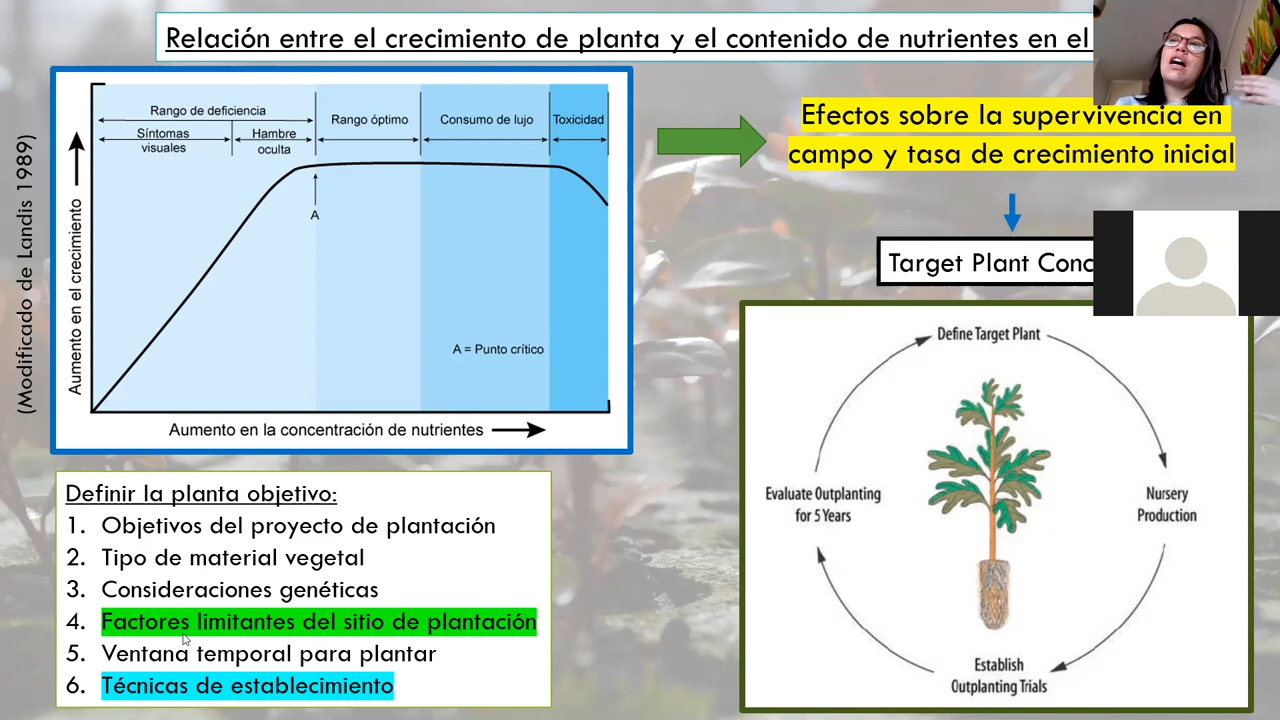 Relación entre el crecimiento de planta y el contenido de nutrientes en el
(Modificado de Landis 1989)
Rango de deficiencia
Síntomas
visuales
Hambre
oculta
Rango óptimo
Consumo de lujo
Toxicidad
A
A = Punto crítico
Aumento en el crecimiento
Aumento en la concentración de nutrientes
Efectos sobre la supervivencia en
campo y tasa de crecimiento inicial
Target Plant Conc
Definir la planta objetivo:
1. Objetivos del proyecto de plantación
2. Tipo de material vegetal
3. Consideraciones genéticas
4. Factores limitantes del sitio de plantación
5. Ventana temporal para plantar
6. Técnicas de establecimiento
Define Target Plant
Nursery
Production
Establish
Outplanting Trials
Evaluate Outplanting
for 5 Years